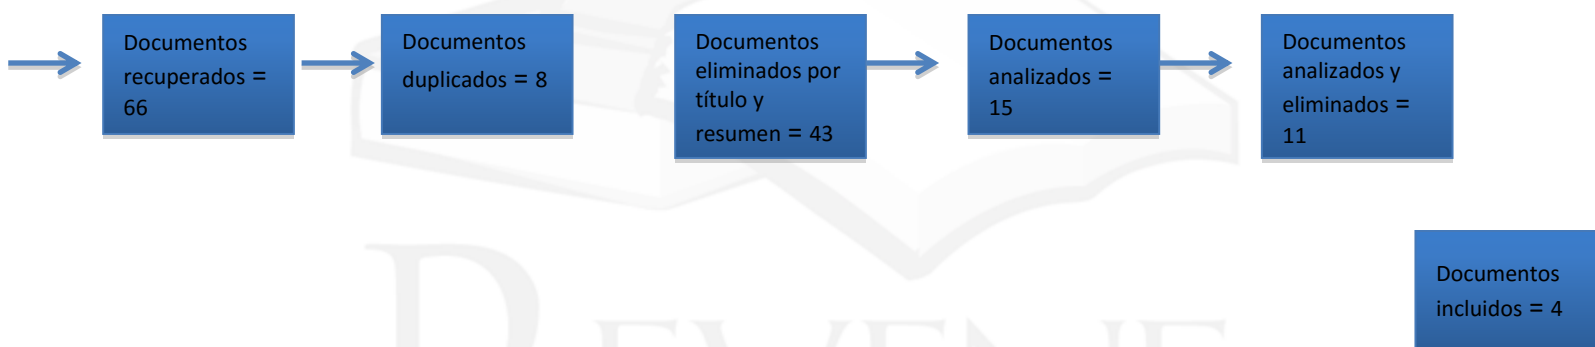 Documentos
recuperados =
66
Documentos
duplicados = 8
Documentos
eliminados por
título y
resumen = 43
Documentos
analizados =
15
Documentos
analizados y
eliminados =
11
Documentos
incluidos = 4